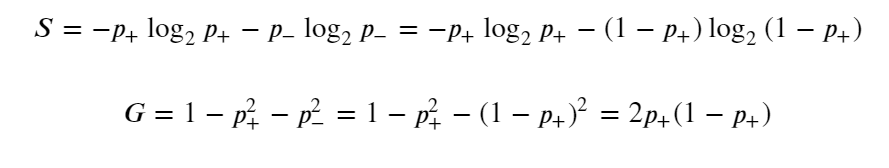 S = −p₊ log₂ p₊ − p₋ log₂ p₋ = −p₊ log₂ p₊ − (1 − p₊) log₂ (1 − p₊)
G = 1 − p₊² − p₋² = 1 − p₊² − (1 − p₊)² = 2p₊(1 − p₊)